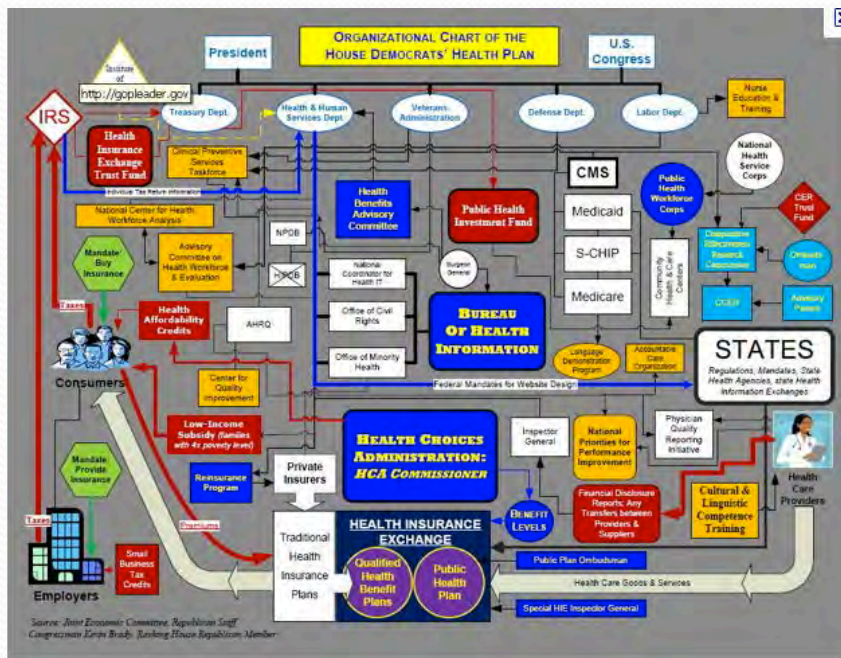 ORGANIZATIONAL CHART OF THE
HOUSE DEMOCRATS' HEALTH PLAN
President
U.S.
Congress
Institute
of
http://gopleader.gov
IRS
Treasury Dept.
Health & Human
Services Dept.
Veterans
Administration
Defense Dept.
Labor Dept.
Nurse
Education &
Training
Health
Insurance
Exchange
Trust Fund
Clinical Preventive
Services
Taskforce
Individual Tax Return Information
National Center for Health
Workforce Analysis
Health
Benefits
Advisory
Committee
Public Health
Investment Fund
CMS
Medicaid
S-CHIP
Medicare
Public Health
Workforce
Corps
National
Health
Service
Corps
CER
Trust
Fund
Comparative
Effectiveness
Research
Ombuds
man
CCER
Advisory
Mandate:
Buy
Insurance
Advisory
Committee on
Health Workforce
& Evaluation
NPDB
HIPDB
National
Coordinator for
Health IT
Office of Civil
Rights
Office of Minority
Health
Surgeon
General
BUREAU
OF HEALTH
INFORMATION
Community
Health & Care
Centers
Language
Demonstration
Program
Accountable Care
Organization
Taxes
Consumers
Health
Affordability
Credits
AHRQ
Center for
Quality
Improvement
STATES
Regulations, Mandates, State
Health Agencies, state Health
Information Exchanges
Federal Mandates for Website Design
Low-Income
Subsidy (families
with 4x poverty level)
HEALTH CHOICES
ADMINISTRATION:
HCA COMMISSIONER
Inspector
General
National
Priorities for
Performance
Improvement
Physician
Quality
Reporting
Initiative
Health
Care Providers
Mandate:
Provide
Insurance
Reinsurance
Program
Private
Insurers
BENEFIT
LEVELS
Financial Disclosure
Reports: Any
Transfers between
Providers &
Suppliers
Cultural &
Linguistic
Competence
Training
Taxes
Premiums
Employers
Small
Business
Tax
Credits
Traditional
Health
Insurance
Plans
HEALTH INSURANCE
EXCHANGE
Qualified
Health
Benefit
Plans
Public
Health
Plan
Public Plan Ombudsman
Health Care Goods & Services
Special HIE Inspector General
Source: Joint Economic Committee, Republican Staff
Congressman Kevin Brady, Ranking House Republican Member